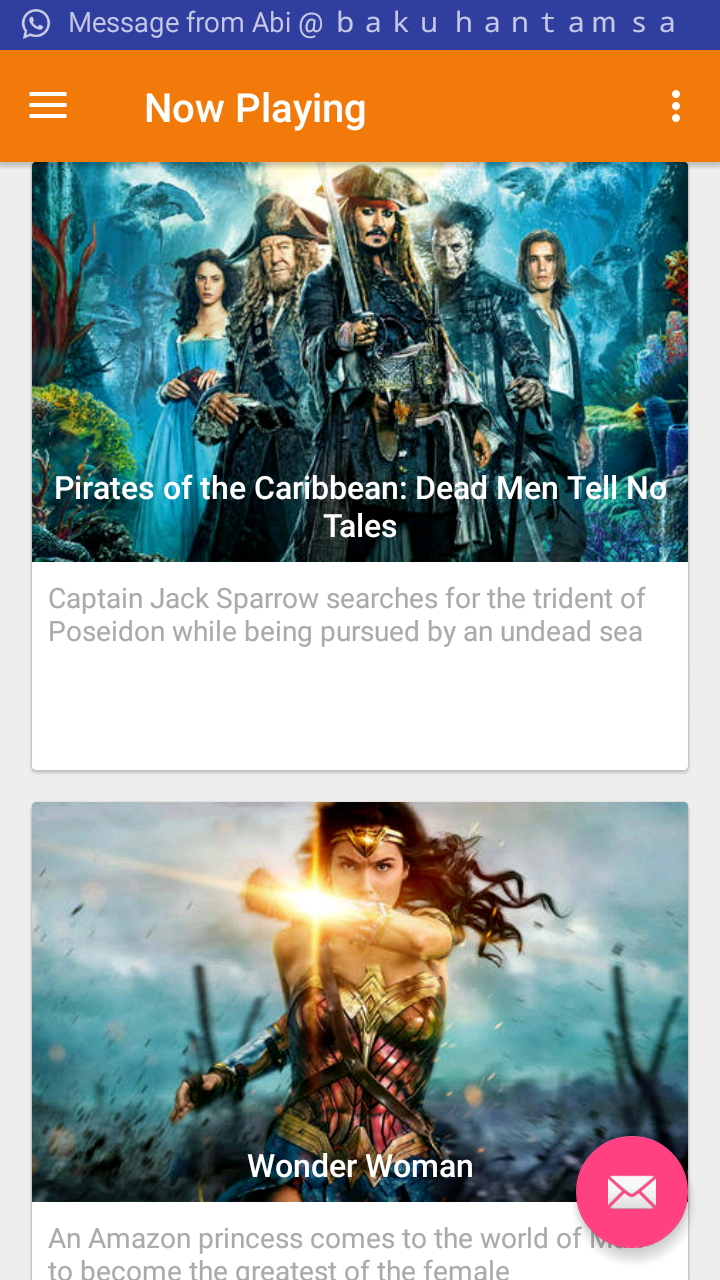 Message from Abi @ b a k u h a n t a m s a
Now Playing
Pirates of the Caribbean: Dead Men Tell No
Tales
Captain Jack Sparrow searches for the trident of
Poseidon while being pursued by an undead sea
Wonder Woman
An Amazon princess comes to the world of
to become the greatest of the female